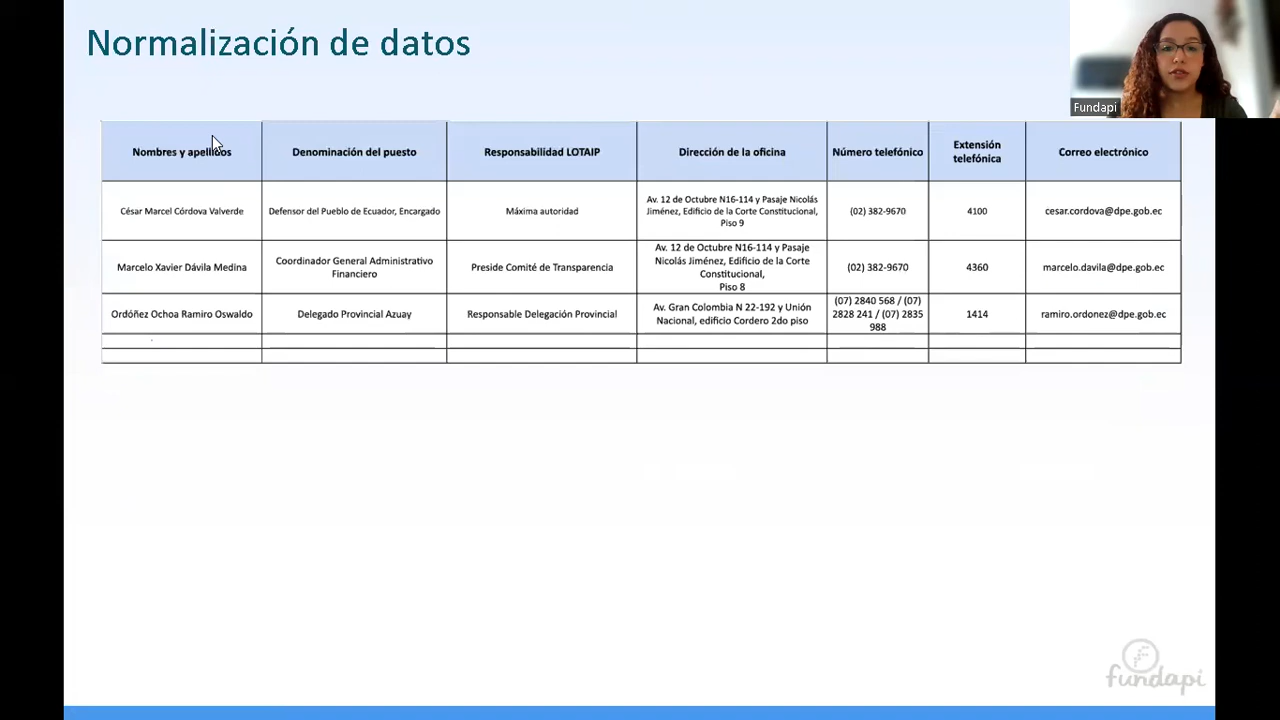 Normalización de datos
Fundapi
Nombres y apellidos
Denominación del puesto
Responsabilidad LOTAIP
Dirección de la oficina
Número telefónico
Extensión
telefónica
Correo electrónico
César Marcel Córdova Valverde
Defensor del Pueblo de Ecuador, Encargado
Máxima autoridad
Av. 12 de Octubre N16-114 y Pasaje Nicolás
Jiménez, Edificio de la Corte Constitucional,
Piso 9
(02) 382-9670
4100
cesar.cordova@dpe.gob.ec
Marcelo Xavier Dávila Medina
Coordinador General Administrativo
Financiero
Preside Comité de Transparencia
Av. 12 de Octubre N16-114 y Pasaje
Nicolás Jiménez, Edificio de la Corte
Constitucional,
Piso 8
(02) 382-9670
4360
marcelo.davila@dpe.gob.ec
Ordóñez Ochoa Ramiro Oswaldo
Delegado Provincial Azuay
Responsable Delegación Provincial
Av. Gran Colombia N 22-192 y Unión
Nacional, edificio Cordero 2do piso
(07) 2840 568 / (07)
2828 241 / (07) 2835
988
1414
ramiro.ordonez@dpe.gob.ec
fundapi